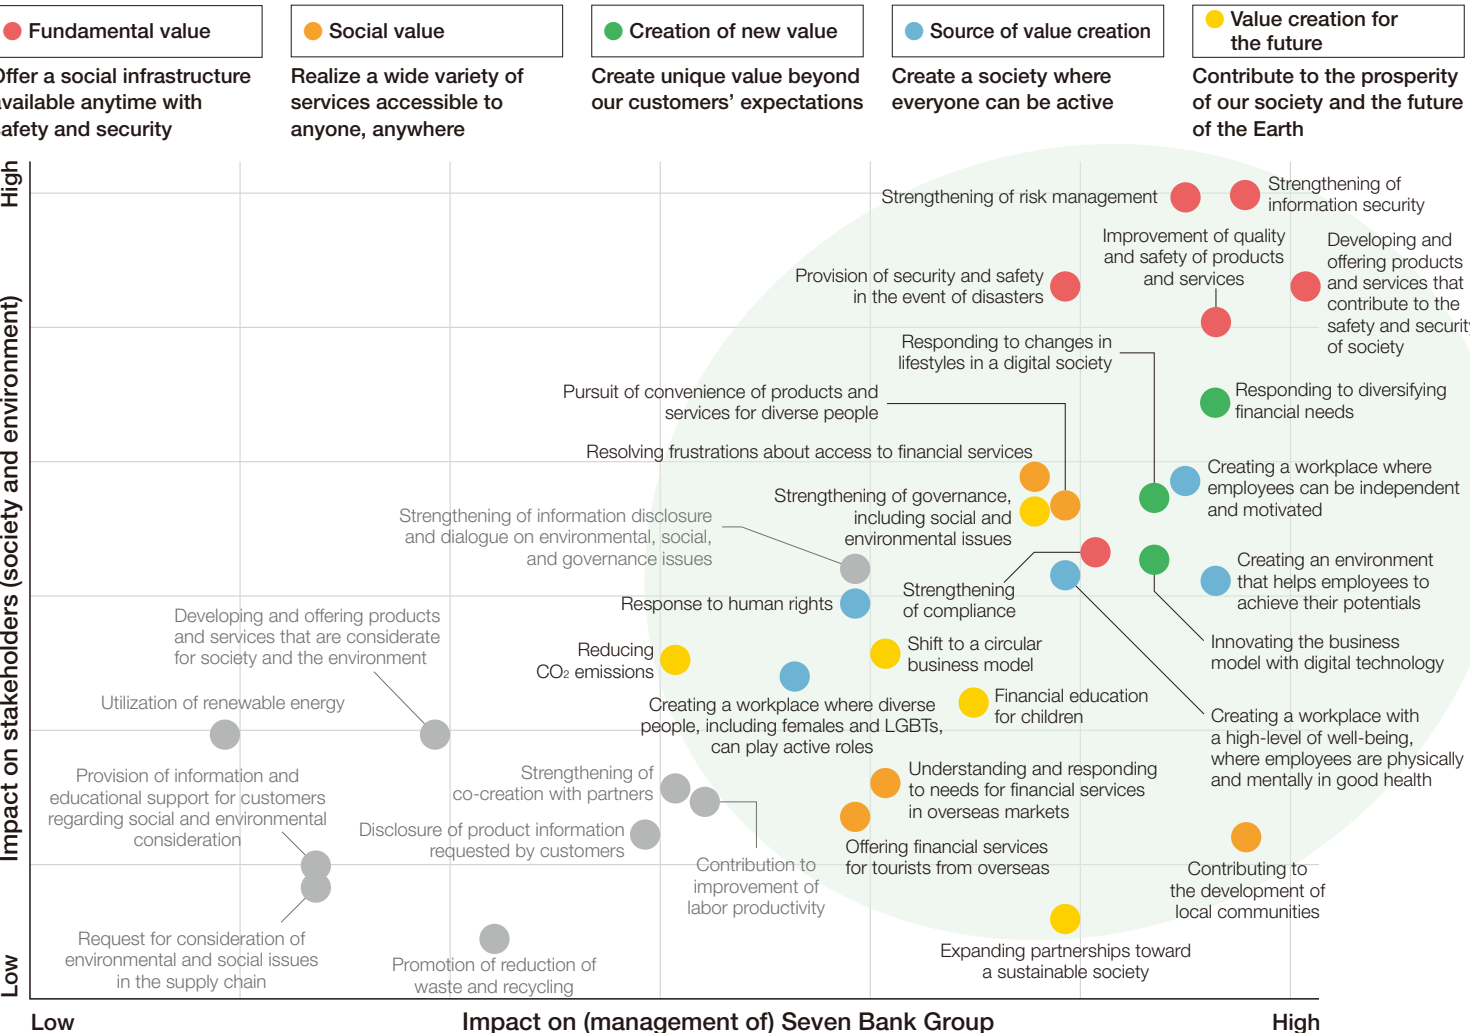 Fundamental value
Offer a social infrastructure
available anytime with
safety and security
Social value
Realize a wide variety of
services accessible to
anyone, anywhere
Creation of new value
Create unique value beyond
our customers’ expectations
Source of value creation
Create a society where
everyone can be active
Value creation for
the future
Contribute to the prosperity
of our society and the future
of the Earth
High
Impact on stakeholders (society and environment)
Low
Strengthening of risk management
Strengthening of
information security
Improvement of quality
and safety of products
and services
Developing and
offering products
and services that
contribute to the
safety and security
of society
Provision of security and safety
in the event of disasters
Responding to changes in
lifestyles in a digital society
Pursuit of convenience of products and
services for diverse people
Responding to diversifying
financial needs
Resolving frustrations about access to financial services
Creating a workplace where
employees can be independent
and motivated
Strengthening of governance,
including social and
environmental issues
Strengthening of information disclosure
and dialogue on environmental, social,
and governance issues
Creating an environment
that helps employees to
achieve their potentials
Strengthening
of compliance
Response to human rights
Developing and offering products
and services that are considerate
for society and the environment
Innovating the business
model with digital technology
Reducing
CO2 emissions
Shift to a circular
business model
Utilization of renewable energy
Creating a workplace where diverse
people, including females and LGBTs,
can play active roles
Financial education
for children
Creating a workplace with
a high-level of well-being,
where employees are physically
and mentally in good health
Provision of information and
educational support for customers
regarding social and environmental
consideration
Strengthening of
co-creation with partners
Understanding and responding
to needs for financial services
in overseas markets
Disclosure of product information
requested by customers
Offering financial services
for tourists from overseas
Contribution to
improvement of
labor productivity
Contributing to
the development of
local communities
Request for consideration of
environmental and social issues
in the supply chain
Promotion of reduction of
waste and recycling
Expanding partnerships toward
a sustainable society
Low
Impact on (management of) Seven Bank Group
High